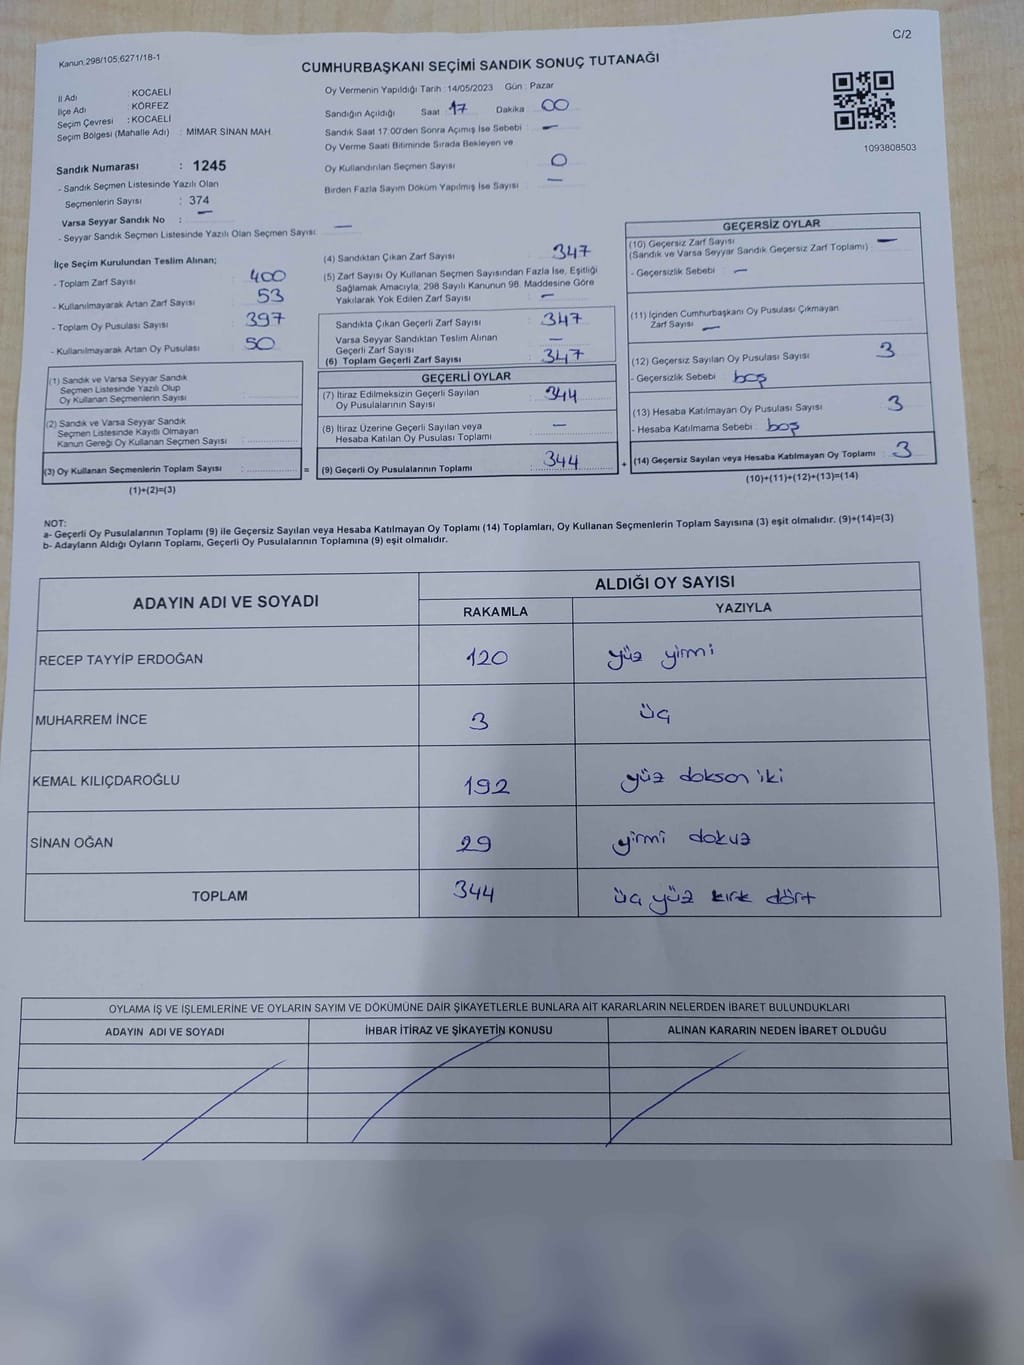 C/2
Kanun 298/105,6271/18-1
CUMHURBAŞKANI SEÇİMİ SANDIK SONUÇ TUTANAĞI
İl Adı : KOCAELİ
İlçe Adı : KÖRFEZ
Seçim Çevresi : KOCAELİ
Seçim Bölgesi (Mahalle Adı) : MIMAR SINAN MAH.
Oy Vermenin Yapıldığı Tarih : 14/05/2023 Gün : Pazar
Sandığın Açıldığı Saat 17 Dakika 00
Sandık Saat 17.00'den Sonra Açımış İse Sebebi : —
Oy Verme Saati Bitiminde Sırada Bekleyen ve
Oy Kullandırılan Seçmen Sayısı 0
Birden Fazla Sayım Döküm Yapılmış İse Sayısı —
1093808503
Sandık Numarası : 1245
- Sandık Seçmen Listesinde Yazılı Olan
Seçmenlerin Sayısı : 374
Varsa Seyyar Sandık No : —
- Seyyar Sandık Seçmen Listesinde Yazılı Olan Seçmen Sayısı: —
İlçe Seçim Kurulundan Teslim Alınan;
- Toplam Zarf Sayısı 400
- Kullanılmayarak Artan Zarf Sayısı 53
- Toplam Oy Pusulası Sayısı 397
- Kullanılmayarak Artan Oy Pusulası 50
(1) Sandık ve Varsa Seyyar Sandık
Seçmen Listesinde Yazılı Olup
Oy Kullanan Seçmenlerin Sayısı :
(2) Sandık ve Varsa Seyyar Sandık
Seçmen Listesinde Kayıtlı Olmayan
Kanun Gereği Oy Kullanan Seçmen Sayısı :
(3) Oy Kullanan Seçmenlerin Toplam Sayısı : =
(1)+(2)=(3)
(4) Sandıktan Çıkan Zarf Sayısı 347
(5) Zarf Sayısı Oy Kullanan Seçmen Sayısından Fazla İse, Eşitliği
Sağlamak Amacıyla, 298 Sayılı Kanunun 98. Maddesine Göre
Yakılarak Yok Edilen Zarf Sayısı : —
Sandıkta Çıkan Geçerli Zarf Sayısı : 347
Varsa Seyyar Sandıktan Teslim Alınan
Geçerli Zarf Sayısı —
(6) Toplam Geçerli Zarf Sayısı : 347
GEÇERLİ OYLAR
(7) İtiraz Edilmeksizin Geçerli Sayılan
Oy Pusulalarının Sayısı : 344
(8) İtiraz Üzerine Geçerli Sayılan veya
Hesaba Katılan Oy Pusulası Toplamı : —
(9) Geçerli Oy Pusulalarının Toplamı : 344 +
GEÇERSİZ OYLAR
(10) Geçersiz Zarf Sayısı —
(Sandık ve Varsa Seyyar Sandık Geçersiz Zarf Toplamı)
- Geçersizlik Sebebi : —
(11) İçinden Cumhurbaşkanı Oy Pusulası Çıkmayan
Zarf Sayısı : —
(12) Geçersiz Sayılan Oy Pusulası Sayısı 3
- Geçersizlik Sebebi : boş
(13) Hesaba Katılmayan Oy Pusulası Sayısı 3
- Hesaba Katılmama Sebebi : boş
(14) Geçersiz Sayılan veya Hesaba Katılmayan Oy Toplamı : 3
(10)+(11)+(12)+(13)=(14)
NOT:
a- Geçerli Oy Pusulalarının Toplamı (9) ile Geçersiz Sayılan veya Hesaba Katılmayan Oy Toplamı (14) Toplamları, Oy Kullanan Seçmenlerin Toplam Sayısına (3) eşit olmalıdır. (9)+(14)=(3)
b- Adayların Aldığı Oyların Toplamı, Geçerli Oy Pusulalarının Toplamına (9) eşit olmalıdır.
ADAYIN ADI VE SOYADI ALDIĞI OY SAYISI
RAKAMLA YAZIYLA
RECEP TAYYİP ERDOĞAN 120 yüz yirmi
MUHARREM İNCE 3 üç
KEMAL KILIÇDAROĞLU 192 yüz doksan iki
SİNAN OĞAN 29 yirmi dokuz
TOPLAM 344 üç yüz kırk dört
OYLAMA İŞ VE İŞLEMLERİNE VE OYLARIN SAYIM VE DÖKÜMÜNE DAİR ŞİKAYETLERLE BUNLARA AİT KARARLARIN NELERDEN İBARET BULUNDUKLARI
ADAYIN ADI VE SOYADI İHBAR İTİRAZ VE ŞİKAYETİN KONUSU ALINAN KARARIN NEDEN İBARET OLDUĞU